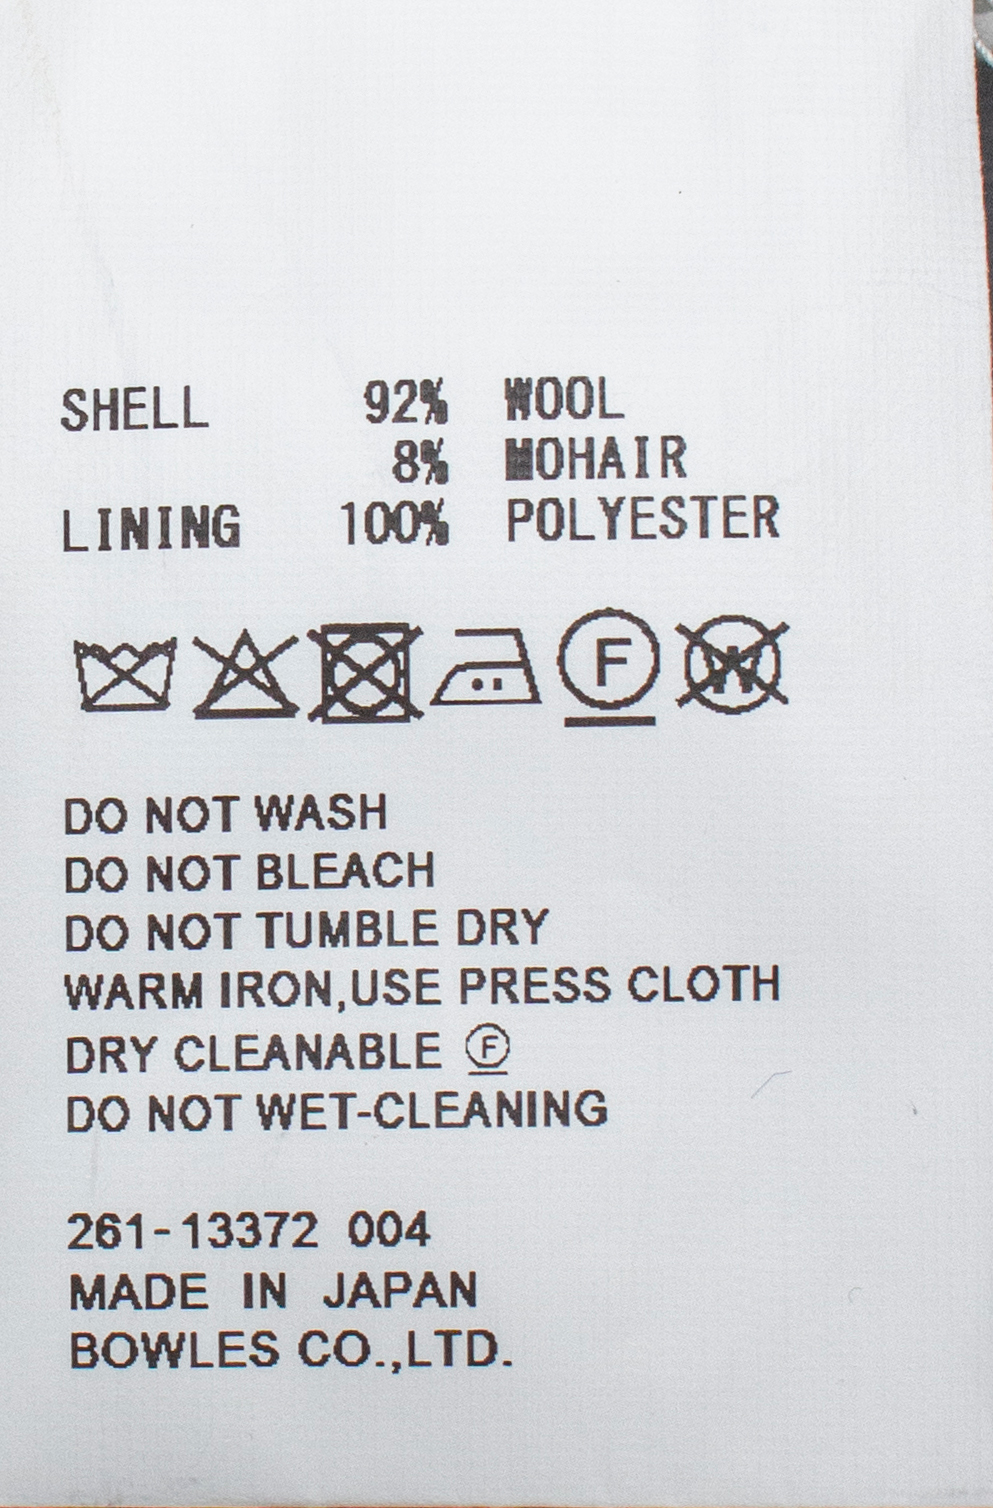 SHELL 92% WOOL
8% MOHAIR
LINING 100% POLYESTER
F W
DO NOT WASH
DO NOT BLEACH
DO NOT TUMBLE DRY
WARM IRON,USE PRESS CLOTH
DRY CLEANABLE F
DO NOT WET-CLEANING
261-13372 004
MADE IN JAPAN
BOWLES CO.,LTD.